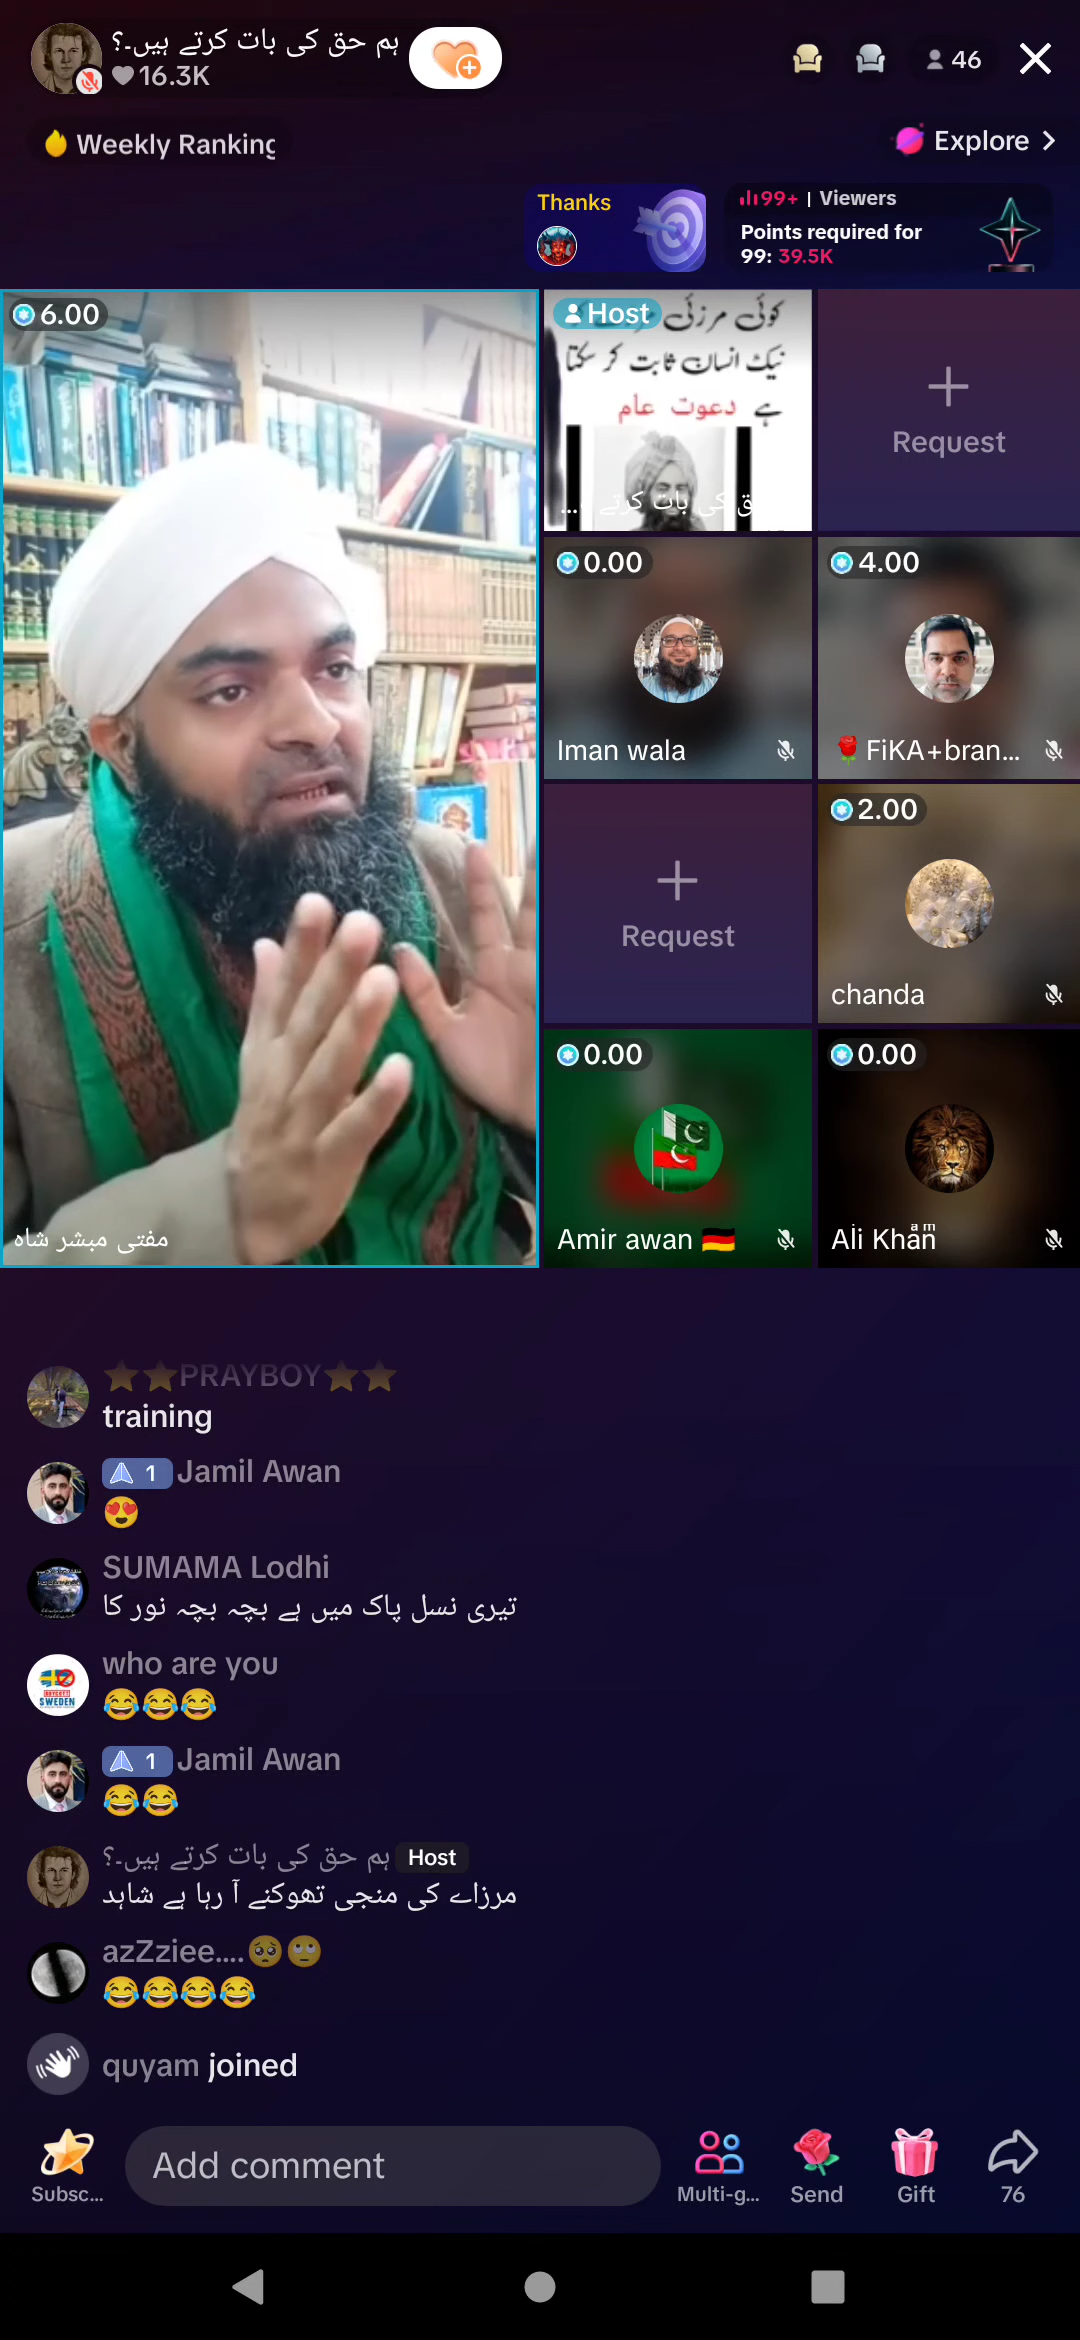 ہم حق کی بات کرتے ہیں۔؟
16.3K
46
Weekly Ranking
Explore
Thanks
99+ | Viewers
Points required for
99: 39.5K
6.00
Host
کوئی مرزئی
نیک انسان ثابت کر سکتا
ہے دعوت عام
ق کی بات کرتے ...
Request
0.00
Iman wala
4.00
FiKA+bran...
Request
2.00
chanda
0.00
Amir awan
0.00
Ali Khan
مفتی مبشر شاہ
PRAYBOY
training
1 Jamil Awan
SUMAMA Lodhi
تیری نسل پاک میں ہے بچہ بچہ نور کا
who are you
SWEDEN
1 Jamil Awan
ہم حق کی بات کرتے ہیں۔؟ Host
مرزاے کی منجی تھوکنے آ رہا ہے شاہد
azZziee....
quyam joined
Subsc...
Add comment
Multi-g...
Send
Gift
76